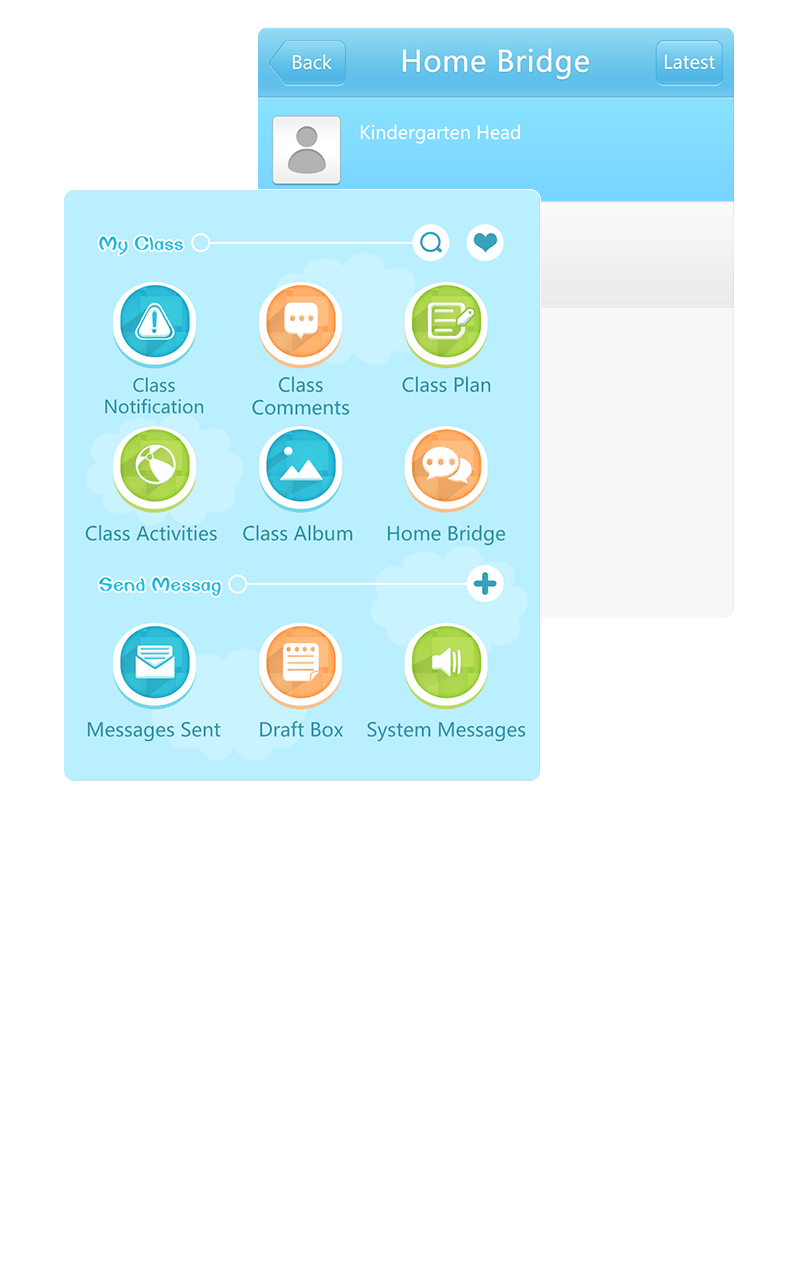 Back
Home Bridge
Latest
Kindergarten Head
My Class
Class
Notification
Class
Comments
Class Plan
Class Activities
Class Album
Home Bridge
Send Messag
Messages Sent
Draft Box
System Messages